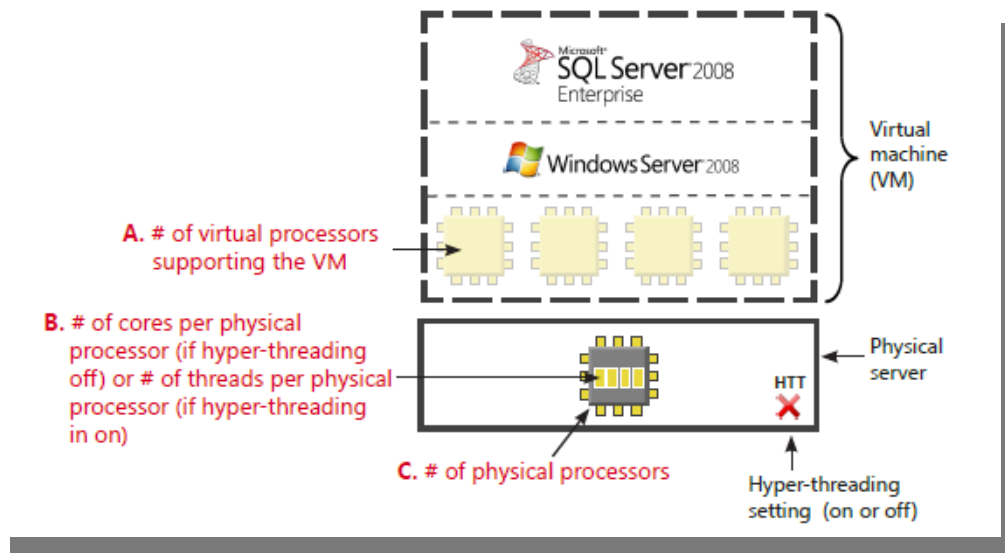 Microsoft®
SQL Server 2008
Enterprise
Windows Server 2008
Virtual
machine
(VM)
A. # of virtual processors
supporting the VM
B. # of cores per physical
processor (if hyper-threading
off) or # of threads per physical
processor (if hyper-threading
in on)
Physical
server
HTT
C. # of physical processors
Hyper-threading
setting (on or off)